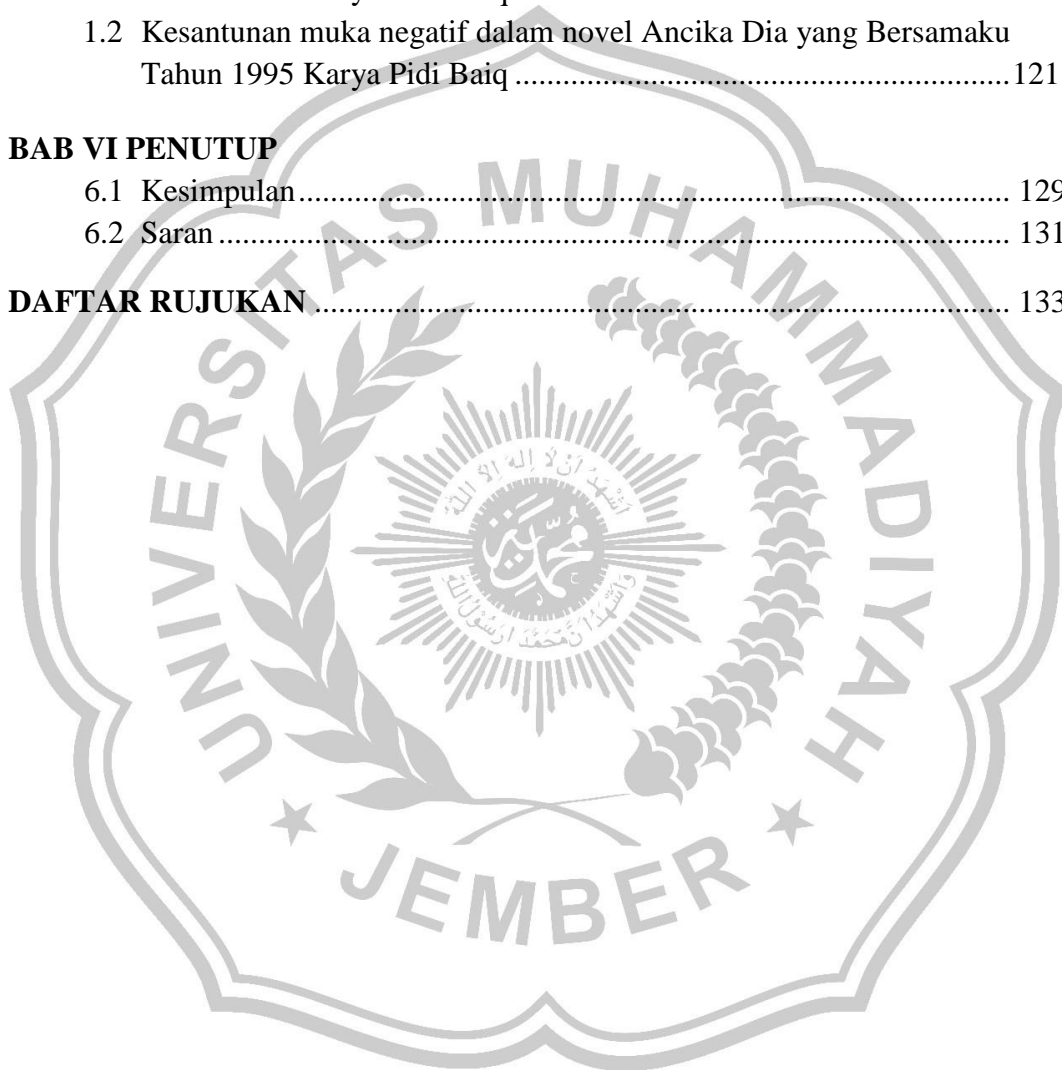 1.2 Kesantunan muka negatif dalam novel Ancika Dia yang Bersamaku
Tahun 1995 Karya Pidi Baiq ..............................................................121
BAB VI PENUTUP
6.1 Kesimpulan......................................................................................... 129
6.2 Saran ................................................................................................... 131
DAFTAR RUJUKAN ....................................................................................... 133
UNIVERSITAS MUHAMMADIYAH
JEMBER